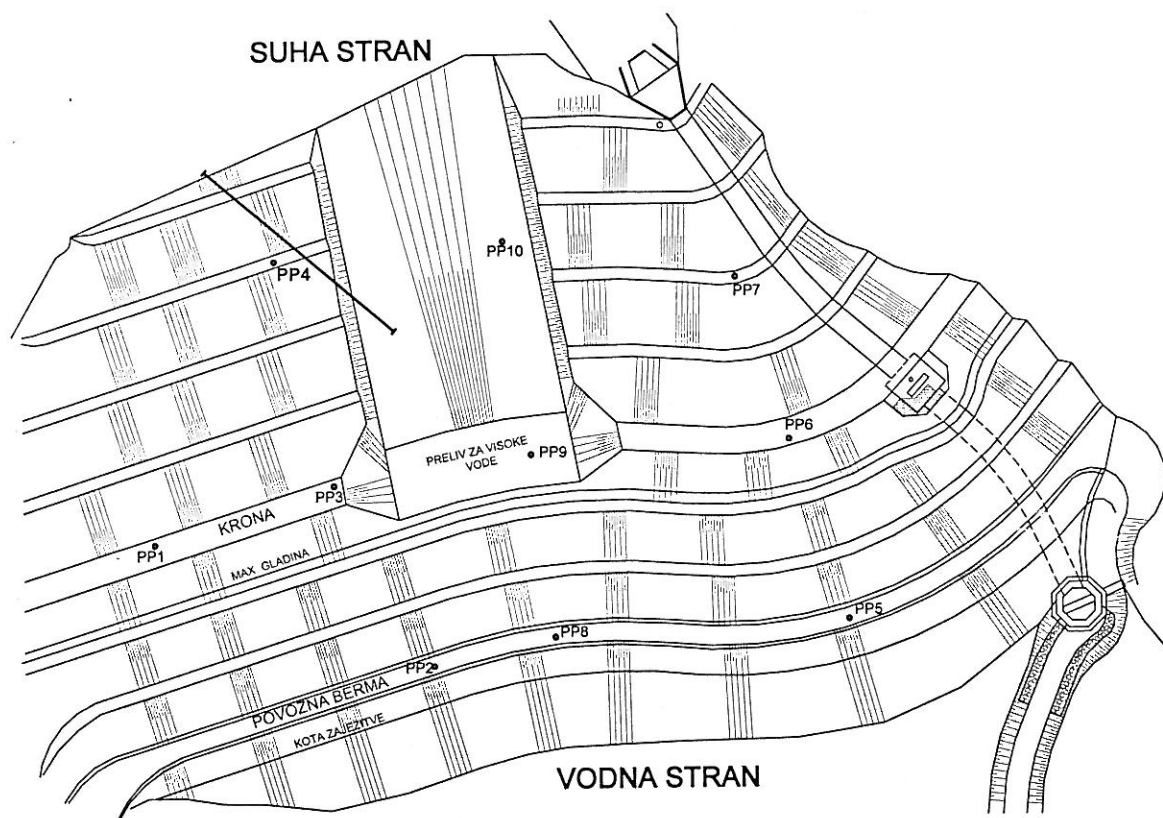 SUHA STRAN
PP10
PP4
PP7
PP6
PRELIV ZA VISOKE
VODE
PP9
PP3
KRONA
PP1
MAX GLADINA
PP5
PP8
PP2
POVOZNA BERMA
KOTA ZAJEZITVE
VODNA STRAN